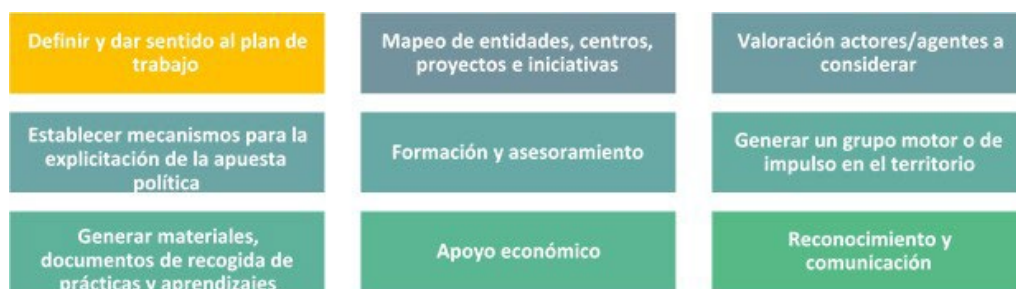 Definir y dar sentido al plan de
trabajo
Mapeo de entidades, centros,
proyectos e iniciativas
Valoración actores/agentes a
considerar
Establecer mecanismos para la
explicitación de la apuesta
política
Formación y asesoramiento
Generar un grupo motor o de
impulso en el territorio
Generar materiales,
documentos de recogida de
prácticas y aprendizajes
Apoyo económico
Reconocimiento y
comunicación